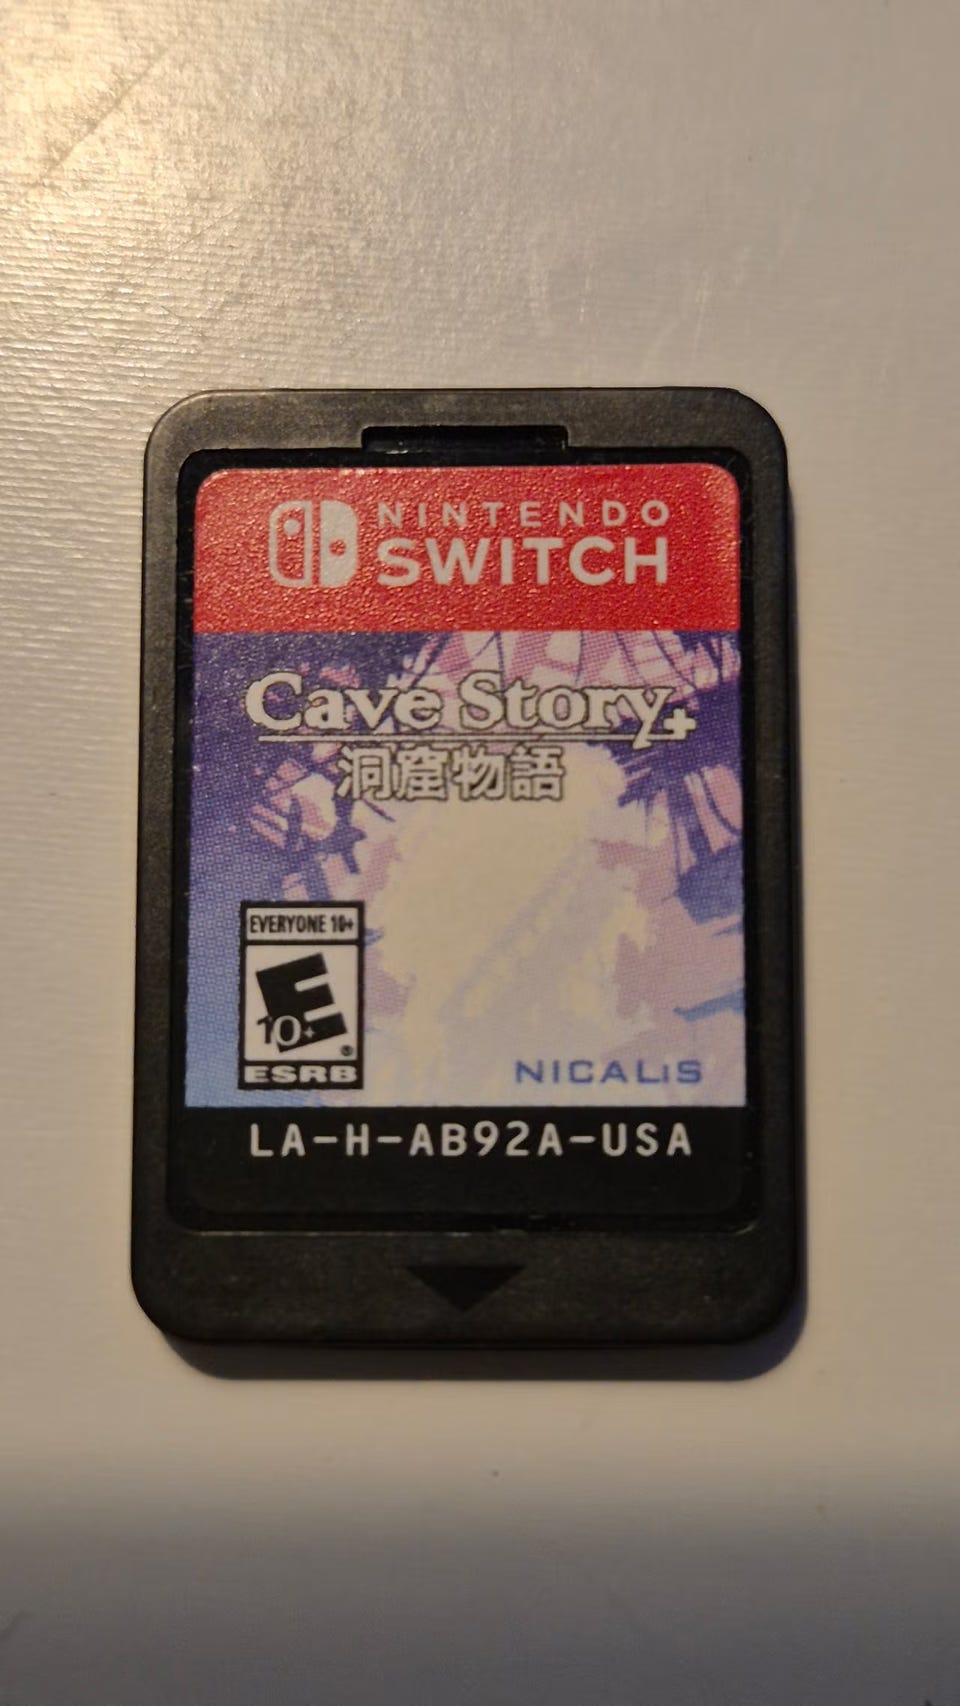 NINTENDO
SWITCH
Cave Story+
洞窟物語
EVERYONE 10+
E
10+
®
ESRB
NICALiS
LA-H-AB92A-USA